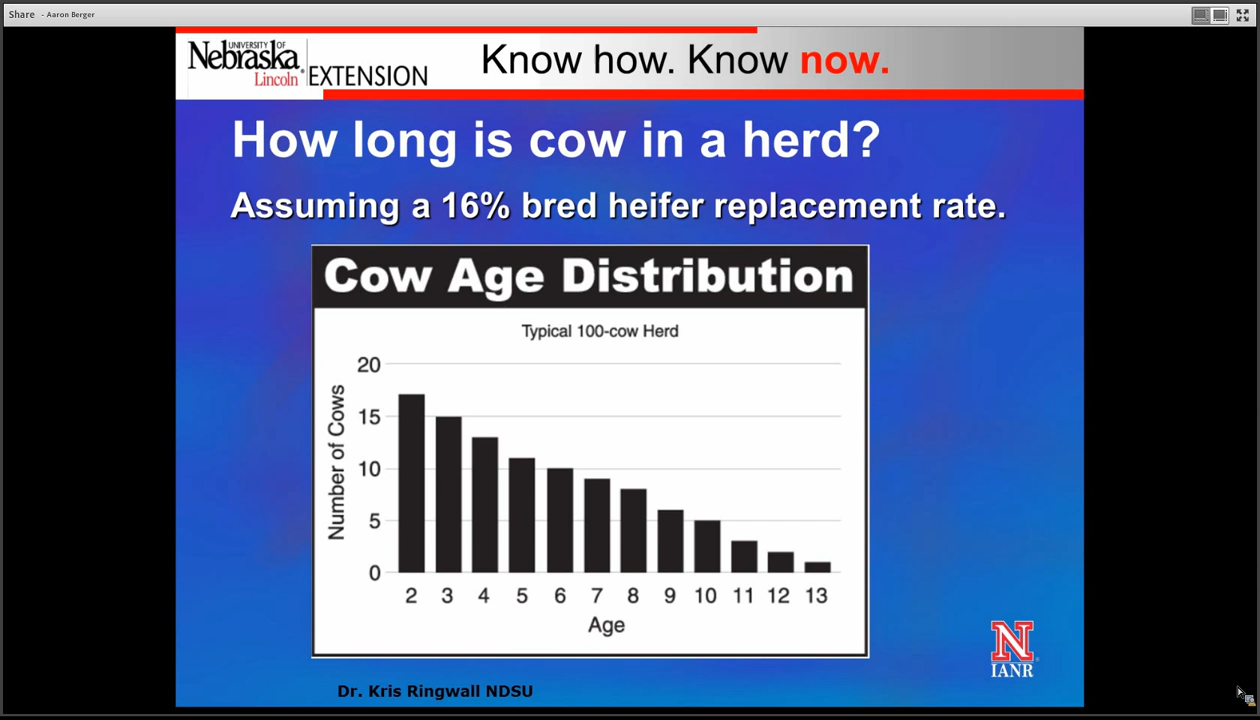 Share - Aaron Berger
UNIVERSITY OF
Nebraska
Lincoln
EXTENSION
Know how. Know now.
How long is cow in a herd?
Assuming a 16% bred heifer replacement rate.
Cow Age Distribution
Typical 100-cow Herd
Number of Cows
20
15
10
5
0
2 3 4 5 6 7 8 9 10 11 12 13
Age
N
IANR
Dr. Kris Ringwall NDSU